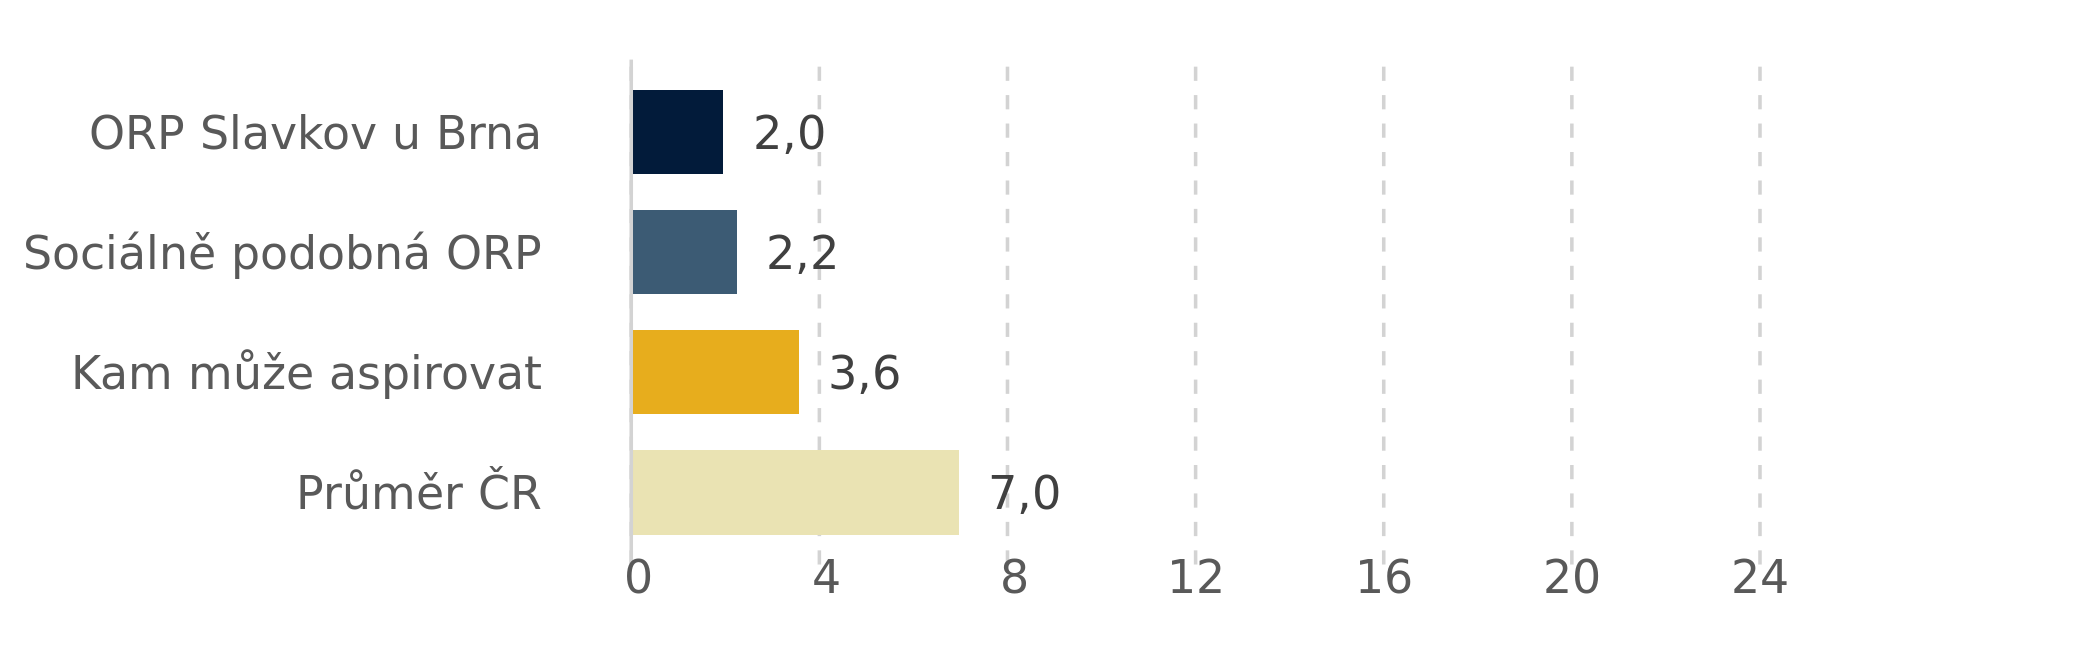 ORP Slavkov u Brna 2,0
Sociálně podobná ORP 2,2
Kam může aspirovat 3,6
Průměr ČR 7,0
0 4 8 12 16 20 24